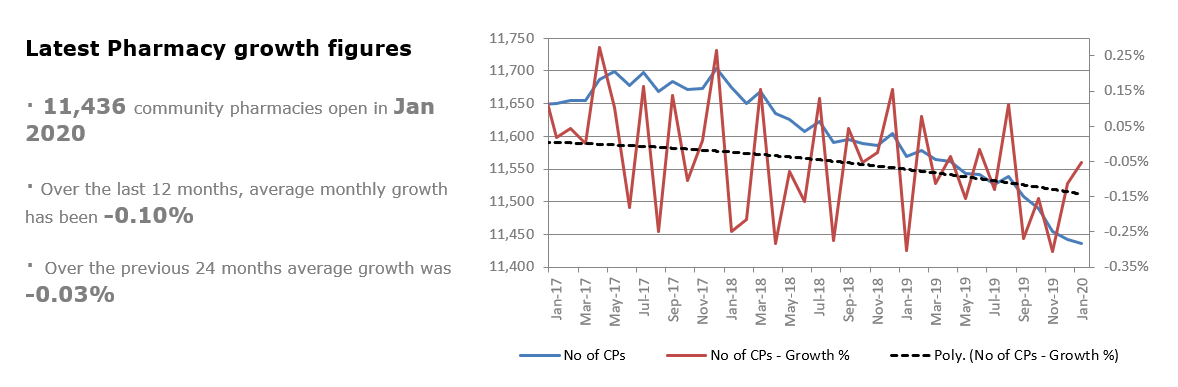 Latest Pharmacy growth figures
· 11,436 community pharmacies open in Jan
2020
· Over the last 12 months, average monthly growth
has been -0.10%
· Over the previous 24 months average growth was
-0.03%
11,750
11,700
11,650
11,600
11,550
11,500
11,450
11,400
0.25%
0.15%
0.05%
-0.05%
-0.15%
-0.25%
-0.35%
Jan-17
Mar-17
May-17
Jul-17
Sep-17
Nov-17
Jan-18
Mar-18
May-18
Jul-18
Sep-18
Nov-18
Jan-19
Mar-19
May-19
Jul-19
Sep-19
Nov-19
Jan-20
No of CPs
No of CPs - Growth %
Poly. (No of CPs - Growth %)